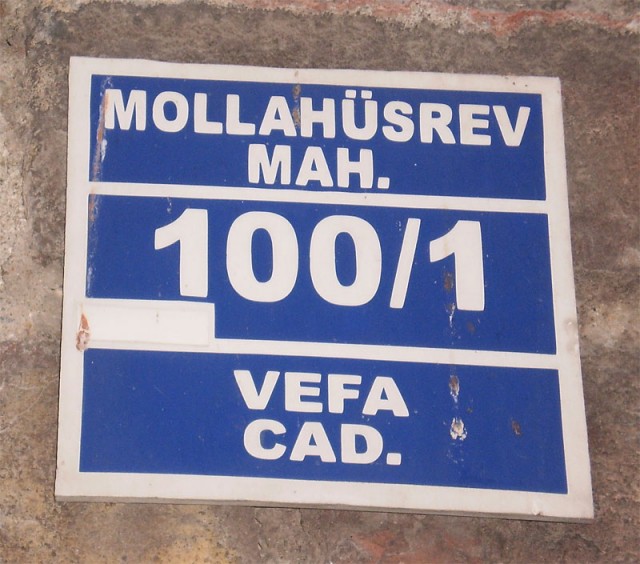 MOLLAHÜSREV
MAH.
100/1
VEFA
CAD.